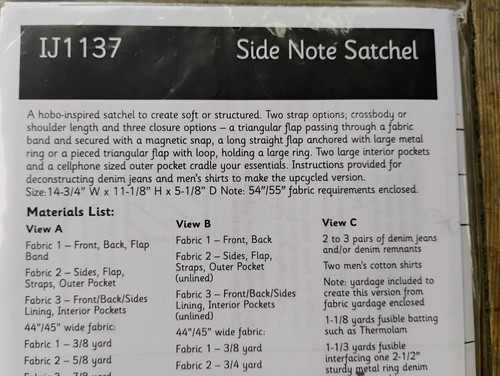 IJ1137 Side Note Satchel
A hobo-inspired satchel to create soft or structured. Two strap options; crossbody or
shoulder length and three closure options – a triangular flap passing through a fabric
band and secured with a magnetic snap, a long straight flap anchored with large metal
ring or a pieced triangular flap with loop, holding a large ring. Two large interior pockets
and a cellphone sized outer pocket cradle your essentials. Instructions provided for
deconstructing denim jeans and men's shirts to make the upcycled version.
Size:14-3/4" W x 11-1/8" H x 5-1/8" D Note: 54"/55" fabric requirements enclosed.
Materials List:
View A
Fabric 1 – Front, Back, Flap
Band
Fabric 2 – Sides, Flap,
Straps, Outer Pocket
Fabric 3 – Front/Back/Sides
Lining, Interior Pockets
44"/45" wide fabric:
Fabric 1 – 3/8 yard
Fabric 2 – 5/8 yard
View B
Fabric 1 – Front, Back
Fabric 2 – Sides, Flap,
Straps, Outer Pocket
(unlined)
Fabric 3 – Front/Back/Sides
Lining, Interior Pockets
(unlined)
44"/45" wide fabric:
Fabric 1 – 3/8 yard
Fabric 2 – 3/4 yard
View C
2 to 3 pairs of denim jeans
and/or denim remnants
Two men's cotton shirts
Note: yardage included to
create this version from
fabric yardage enclosed
1-1/8 yards fusible batting
such as Thermolam
1-1/3 yards fusible
interfacing one 2-1/2"
sturdy metal ring denim